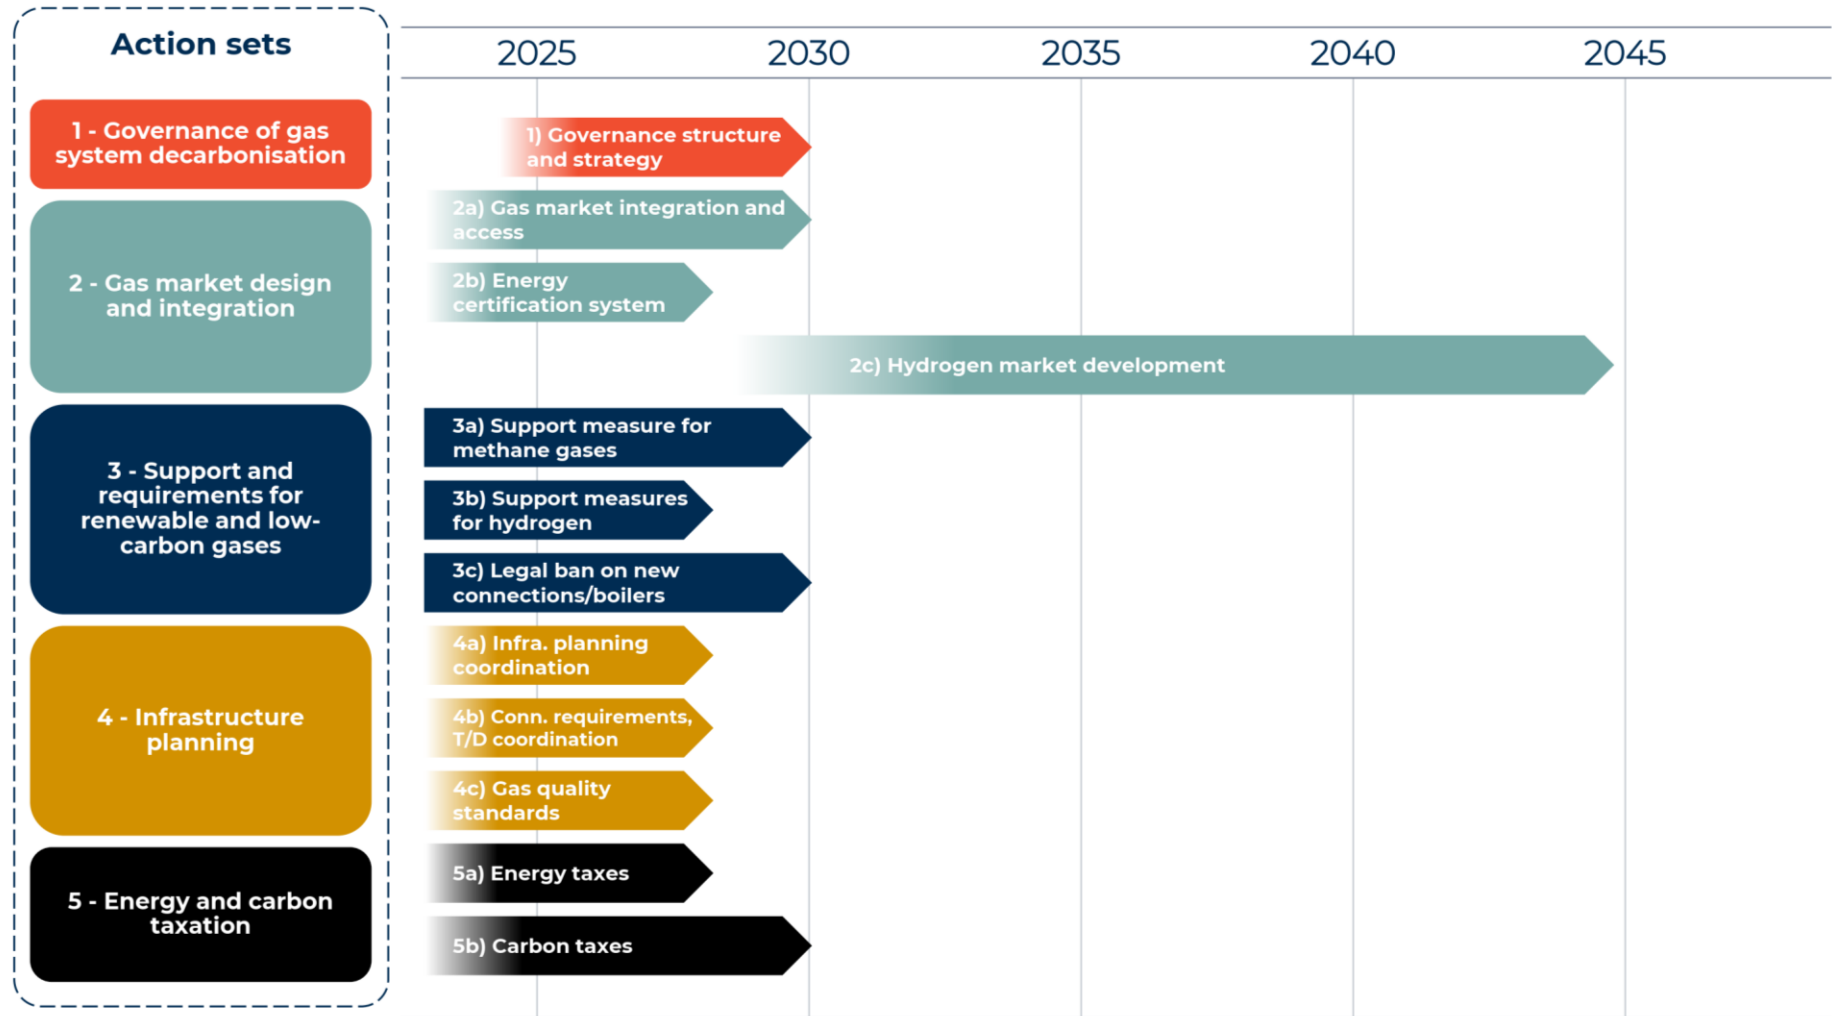 Action sets
2025
2030
2035
2040
2045
1 - Governance of gas
system decarbonisation
1) Governance structure
and strategy
2 - Gas market design
and integration
2a) Gas market integration and
access
2b) Energy
certification system
2c) Hydrogen market development
3 - Support and
requirements for
renewable and low-
carbon gases
3a) Support measure for
methane gases
3b) Support measures
for hydrogen
3c) Legal ban on new
connections/boilers
4 - Infrastructure
planning
4a) Infra. planning
coordination
4b) Conn. requirements,
T/D coordination
4c) Gas quality
standards
5 - Energy and carbon
taxation
5a) Energy taxes
5b) Carbon taxes